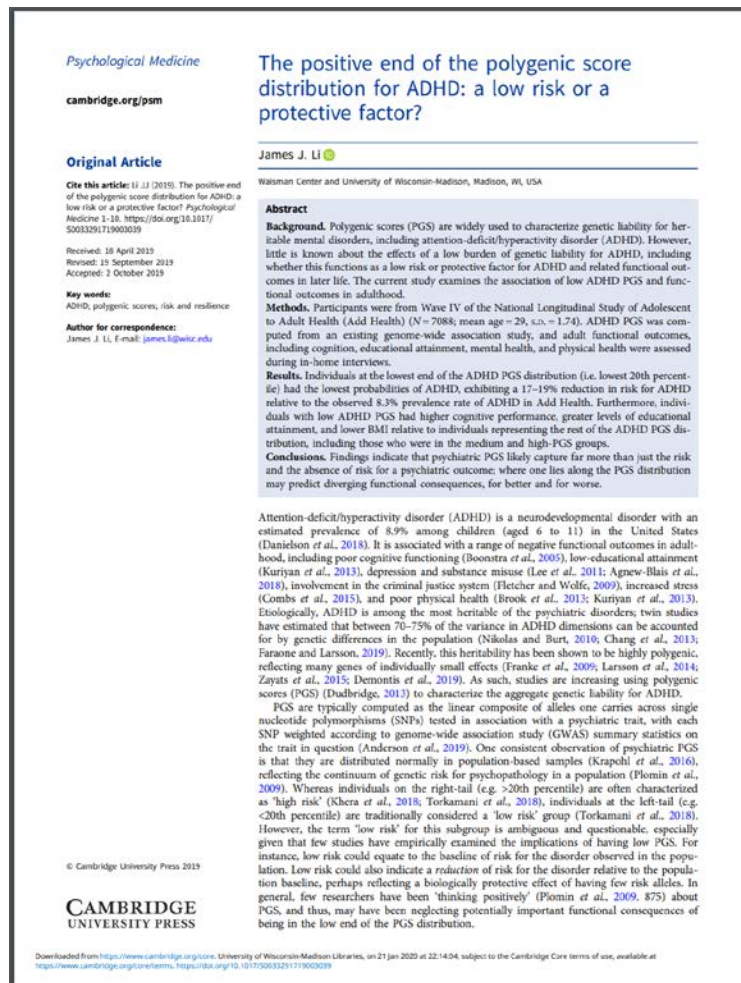 Psychological Medicine
cambridge.org/psm
Original Article
Cite this article: Li JJ (2019). The positive end
of the polygenic score distribution for ADHD: a
low risk or a protective factor? Psychological
Medicine 1–10. https://doi.org/10.1017/
S0033291719003039
Received: 18 April 2019
Revised: 19 September 2019
Accepted: 2 October 2019
Key words:
ADHD, polygenic scores, risk and resilience
Author for correspondence:
James J. Li, E-mail: james.li@wisc.edu
© Cambridge University Press 2019
CAMBRIDGE
UNIVERSITY PRESS
The positive end of the polygenic score
distribution for ADHD: a low risk or a
protective factor?
James J. Li
Waisman Center and University of Wisconsin-Madison, Madison, WI, USA
Abstract
Background. Polygenic scores (PGS) are widely used to characterize genetic liability for her-
itable mental disorders, including attention-deficit/hyperactivity disorder (ADHD). However,
little is known about the effects of a low burden of genetic liability for ADHD, including
whether this functions as a low risk or protective factor for ADHD and related functional out-
comes in later life. The current study examines the association of low ADHD PGS and func-
tional outcomes in adulthood.
Methods. Participants were from Wave IV of the National Longitudinal Study of Adolescent
to Adult Health (Add Health) (N = 7088; mean age = 29, S.D. = 1.74). ADHD PGS was com-
puted from an existing genome-wide association study, and adult functional outcomes,
including cognition, educational attainment, mental health, and physical health were assessed
during in-home interviews.
Results. Individuals at the lowest end of the ADHD PGS distribution (i.e. lowest 20th percent-
ile) had the lowest probabilities of ADHD, exhibiting a 17–19% reduction in risk for ADHD
relative to the observed 8.3% prevalence rate of ADHD in Add Health. Furthermore, individ-
uals with low ADHD PGS had higher cognitive performance, greater levels of educational
attainment, and lower BMI relative to individuals representing the rest of the ADHD PGS dis-
tribution, including those who were in the medium and high-PGS groups.
Conclusions. Findings indicate that psychiatric PGS likely capture far more than just the risk
and the absence of risk for a psychiatric outcome; where one lies along the PGS distribution
may predict diverging functional consequences, for better and for worse.
Attention-deficit/hyperactivity disorder (ADHD) is a neurodevelopmental disorder with an
estimated prevalence of 8.9% among children (aged 6 to 11) in the United States
(Danielson et al., 2018). It is associated with a range of negative functional outcomes in adult-
hood, including poor cognitive functioning (Boonstra et al., 2005), low-educational attainment
(Kuriyan et al., 2013), depression and substance misuse (Lee et al., 2011; Agnew-Blais et al.,
2018), involvement in the criminal justice system (Fletcher and Wolfe, 2009), increased stress
(Combs et al., 2015), and poor physical health (Brook et al., 2013; Kuriyan et al., 2013).
Etiologically, ADHD is among the most heritable of the psychiatric disorders; twin studies
have estimated that between 70–75% of the variance in ADHD dimensions can be accounted
for by genetic differences in the population (Nikolas and Burt, 2010; Chang et al., 2013;
Faraone and Larsson, 2019). Recently, this heritability has been shown to be highly polygenic,
reflecting many genes of individually small effects (Franke et al., 2009; Larsson et al., 2014;
Zayats et al., 2015; Demontis et al., 2019). As such, studies are increasing using polygenic
scores (PGS) (Dudbridge, 2013) to characterize the aggregate genetic liability for ADHD.
PGS are typically computed as the linear composite of alleles one carries across single
nucleotide polymorphisms (SNPs) tested in association with a psychiatric trait, with each
SNP weighted according to genome-wide association study (GWAS) summary statistics on
the trait in question (Anderson et al., 2019). One consistent observation of psychiatric PGS
is that they are distributed normally in population-based samples (Krapohl et al., 2016),
reflecting the continuum of genetic risk for psychopathology in a population (Plomin et al.,
2009). Whereas individuals on the right-tail (e.g. >20th percentile) are often characterized
as ‘high risk’ (Khera et al., 2018; Torkamani et al., 2018), individuals at the left-tail (e.g.
<20th percentile) are traditionally considered a ‘low risk’ group (Torkamani et al., 2018).
However, the term ‘low risk’ for this subgroup is ambiguous and questionable, especially
given that few studies have empirically examined the implications of having low PGS. For
instance, low risk could equate to the baseline of risk for the disorder observed in the popu-
lation. Low risk could also indicate a reduction of risk for the disorder relative to the popula-
tion baseline, perhaps reflecting a biologically protective effect of having few risk alleles. In
general, few researchers have been ‘thinking positively’ (Plomin et al., 2009, 875) about
PGS, and thus, may have been neglecting potentially important functional consequences of
being in the low end of the PGS distribution.
Downloaded from https://www.cambridge.org/core. University of Wisconsin-Madison Libraries, on 21 Jan 2020 at 22:14:04, subject to the Cambridge Core terms of use, available at
https://www.cambridge.org/core/terms. https://doi.org/10.1017/S0033291719003039